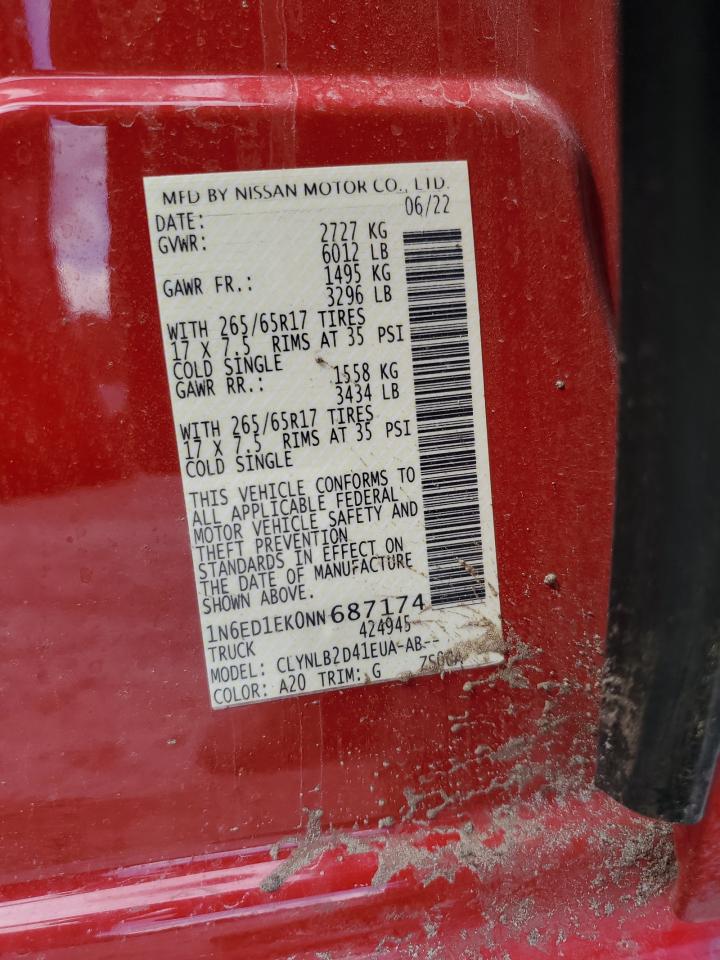 MFD BY NISSAN MOTOR CO., LTD.
DATE: 06/22
GVWR: 2727 KG
6012 LB
GAWR FR.: 1495 KG
3296 LB
WITH 265/65R17 TIRES
17 X 7.5 RIMS AT 35 PSI
COLD SINGLE
GAWR RR.: 1558 KG
3434 LB
WITH 265/65R17 TIRES
17 X 7.5 RIMS AT 35 PSI
COLD SINGLE
THIS VEHICLE CONFORMS TO
ALL APPLICABLE FEDERAL
MOTOR VEHICLE SAFETY AND
THEFT PREVENTION
STANDARDS IN EFFECT ON
THE DATE OF MANUFACTURE
SHOWN ABOVE.
1N6ED1EK0NN687174
TRUCK 424945
MODEL: CLYNLB2D41EUA-AB--
COLOR: A20 TRIM: G